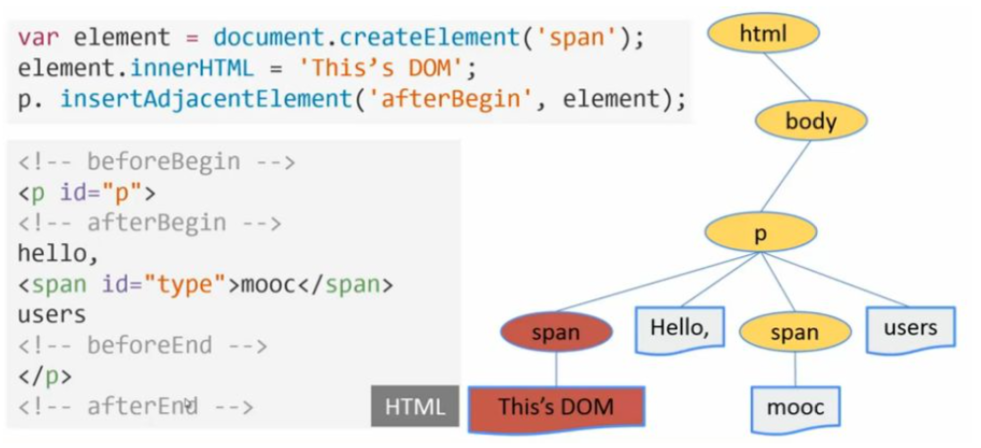 var element = document.createElement('span');
element.innerHTML = 'This’s DOM';
p. insertAdjacentElement('afterBegin', element);
<!-- beforeBegin -->
<p id="p">
<!-- afterBegin -->
hello,
<span id="type">mooc</span>
users
<!-- beforeEnd -->
</p>
<!-- afterEnd -->
HTML
html
body
p
span
Hello,
span
users
This’s DOM
mooc